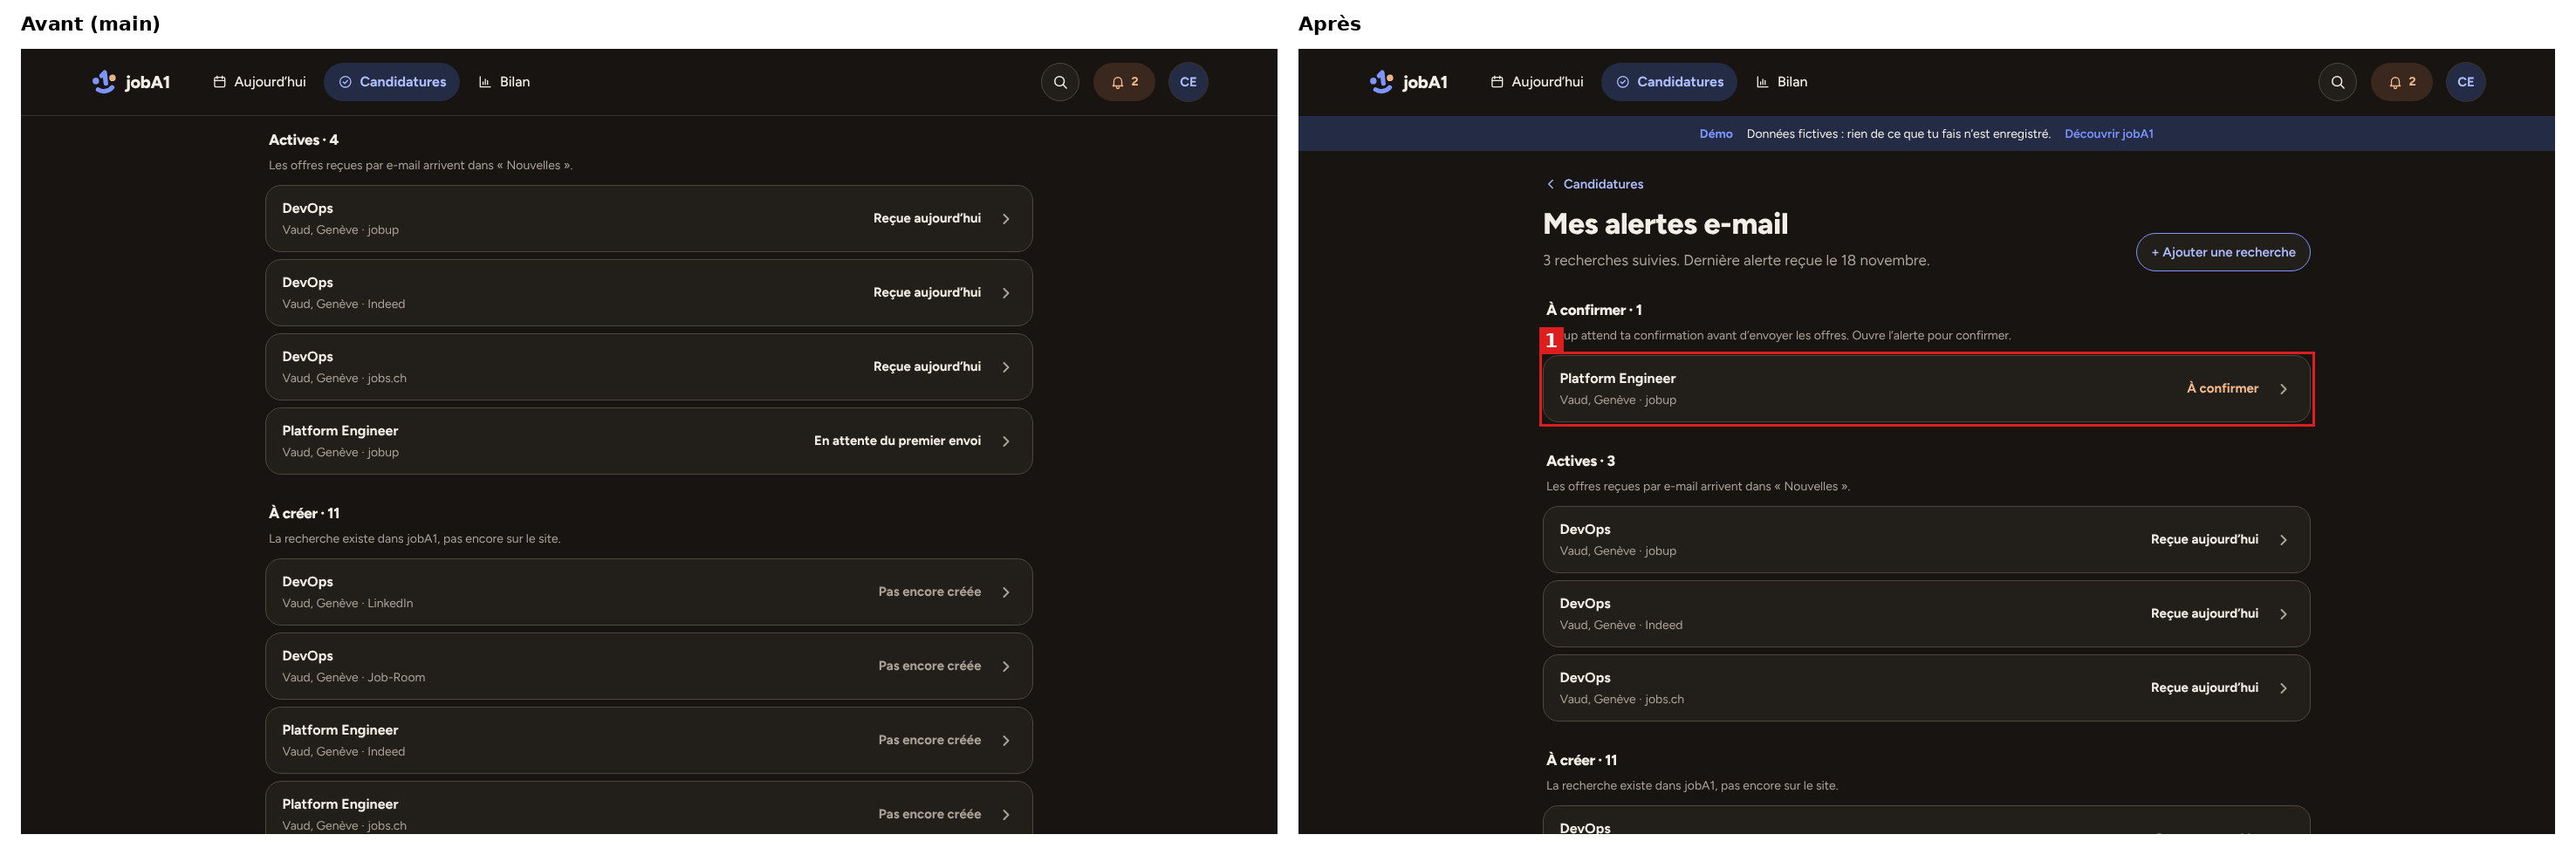 Avant (main)
jobA1
Aujourd'hui
Candidatures
Bilan
2
CE
Actives · 4
Les offres reçues par e-mail arrivent dans « Nouvelles ».
DevOps
Vaud, Genève · jobup
Reçue aujourd'hui
DevOps
Vaud, Genève · Indeed
Reçue aujourd'hui
DevOps
Vaud, Genève · jobs.ch
Reçue aujourd'hui
Platform Engineer
Vaud, Genève · jobup
En attente du premier envoi
À créer · 11
La recherche existe dans jobA1, pas encore sur le site.
DevOps
Vaud, Genève · LinkedIn
Pas encore créée
DevOps
Vaud, Genève · Job-Room
Pas encore créée
Platform Engineer
Vaud, Genève · Indeed
Pas encore créée
Platform Engineer
Vaud, Genève · jobs.ch
Pas encore créée
Après
jobA1
Aujourd'hui
Candidatures
Bilan
2
CE
Démo Données fictives : rien de ce que tu fais n'est enregistré. Découvrir jobA1
Candidatures
Mes alertes e-mail
3 recherches suivies. Dernière alerte reçue le 18 novembre.
+ Ajouter une recherche
À confirmer · 1
1
up attend ta confirmation avant d'envoyer les offres. Ouvre l'alerte pour confirmer.
Platform Engineer
Vaud, Genève · jobup
À confirmer
Actives · 3
Les offres reçues par e-mail arrivent dans « Nouvelles ».
DevOps
Vaud, Genève · jobup
Reçue aujourd'hui
DevOps
Vaud, Genève · Indeed
Reçue aujourd'hui
DevOps
Vaud, Genève · jobs.ch
Reçue aujourd'hui
À créer · 11
La recherche existe dans jobA1, pas encore sur le site.
DevOps